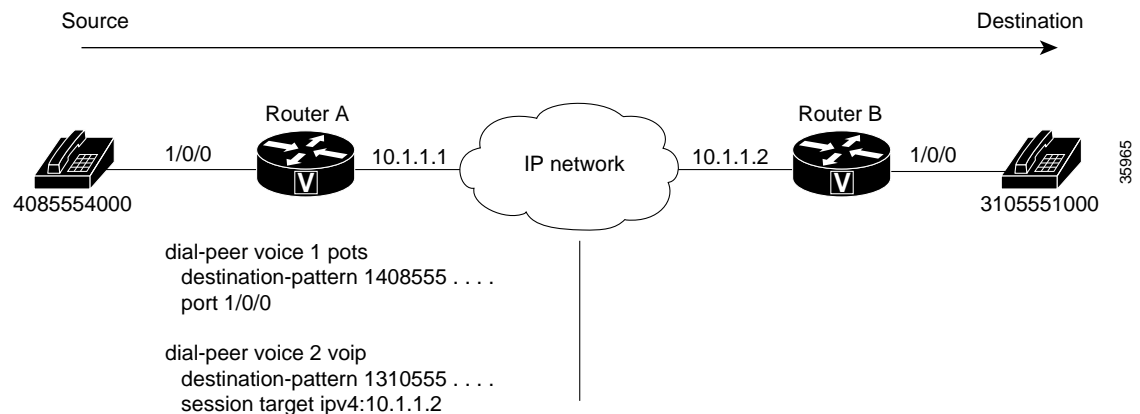 Source
Destination
Router A
Router B
1/0/0
10.1.1.1
IP network
10.1.1.2
1/0/0
35965
4085554000
3105551000
dial-peer voice 1 pots
destination-pattern 1408555 . . . .
port 1/0/0
dial-peer voice 2 voip
destination-pattern 1310555 . . . .
session target ipv4:10.1.1.2
V
V